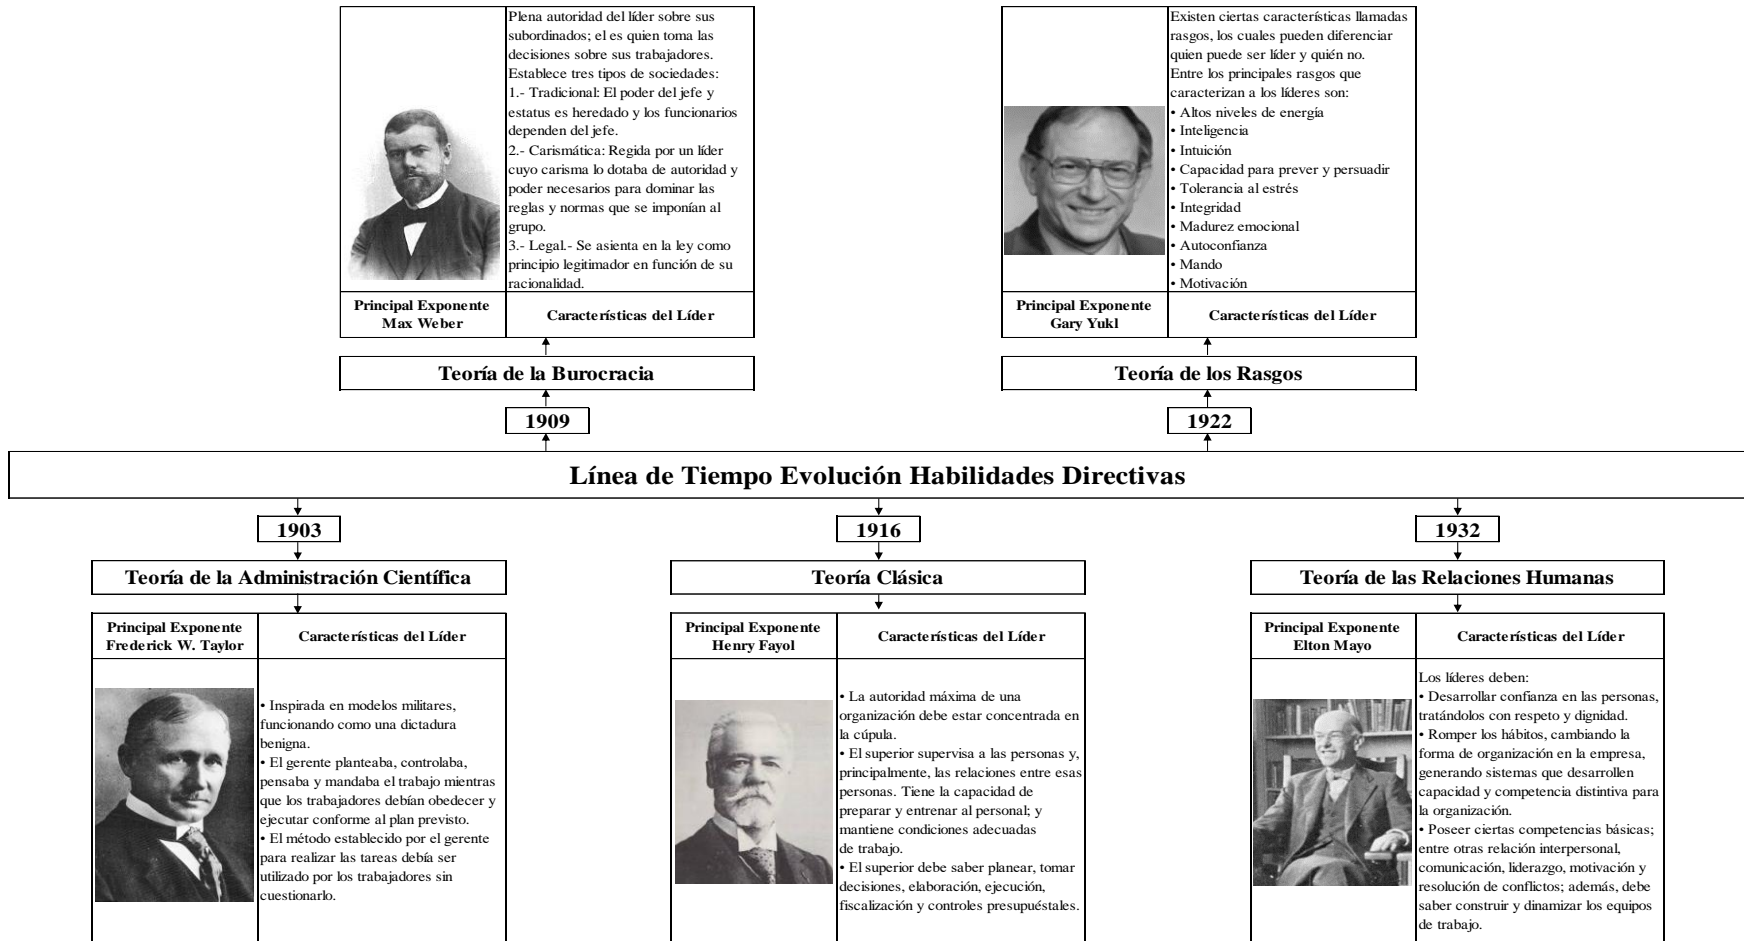 Plena autoridad del líder sobre sus
subordinados; el es quien toma las
decisiones sobre sus trabajadores.
Establece tres tipos de sociedades:
1.- Tradicional: El poder del jefe y
estatus es heredado y los funcionarios
dependen del jefe.
2.- Carismática: Regida por un líder
cuyo carisma lo dotaba de autoridad y
poder necesarios para dominar las
reglas y normas que se imponían al
grupo.
3.- Legal.- Se asienta en la ley como
principio legitimador en función de su
racionalidad.
Principal Exponente
Max Weber
Características del Líder
Teoría de la Burocracia
1909
Existen ciertas características llamadas
rasgos, los cuales pueden diferenciar
quien puede ser líder y quién no.
Entre los principales rasgos que
caracterizan a los líderes son:
• Altos niveles de energía
• Inteligencia
• Intuición
• Capacidad para prever y persuadir
• Tolerancia al estrés
• Integridad
• Madurez emocional
• Autoconfianza
• Mando
• Motivación
Principal Exponente
Gary Yukl
Características del Líder
Teoría de los Rasgos
1922
Línea de Tiempo Evolución Habilidades Directivas
1903
Teoría de la Administración Científica
Principal Exponente
Frederick W. Taylor
Características del Líder
• Inspirada en modelos militares,
funcionando como una dictadura
benigna.
• El gerente planteaba, controlaba,
pensaba y mandaba el trabajo mientras
que los trabajadores debían obedecer y
ejecutar conforme al plan previsto.
• El método establecido por el gerente
para realizar las tareas debía ser
utilizado por los trabajadores sin
cuestionarlo.
1916
Teoría Clásica
Principal Exponente
Henry Fayol
Características del Líder
• La autoridad máxima de una
organización debe estar concentrada en
la cúpula.
• El superior supervisa a las personas y,
principalmente, las relaciones entre esas
personas. Tiene la capacidad de
preparar y entrenar al personal; y
mantiene condiciones adecuadas
de trabajo.
• El superior debe saber planear, tomar
decisiones, elaboración, ejecución,
fiscalización y controles presupuéstales.
1932
Teoría de las Relaciones Humanas
Principal Exponente
Elton Mayo
Características del Líder
Los líderes deben:
• Desarrollar confianza en las personas,
tratándolos con respeto y dignidad.
• Romper los hábitos, cambiando la
forma de organización en la empresa,
generando sistemas que desarrollen
capacidad y competencia distintiva para
la organización.
• Poseer ciertas competencias básicas;
entre otras relación interpersonal,
comunicación, liderazgo, motivación y
resolución de conflictos; además, debe
saber construir y dinamizar los equipos
de trabajo.